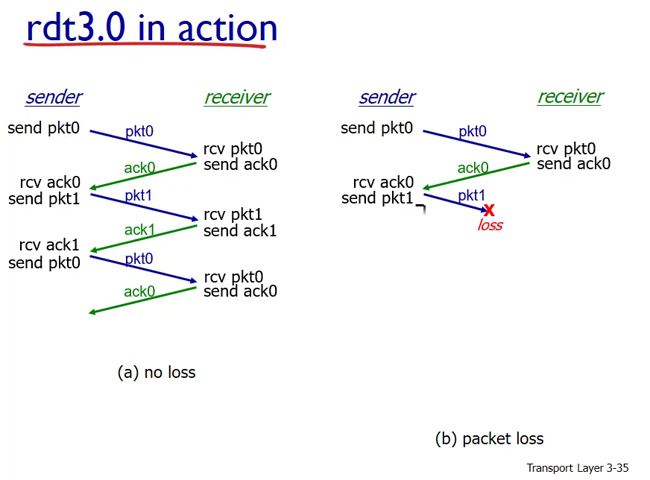 rdt3.0 in action
sender
receiver
send pkt0
pkt0
rcv pkt0
send ack0
ack0
rcv ack0
send pkt1
pkt1
rcv pkt1
send ack1
ack1
rcv ack1
send pkt0
pkt0
rcv pkt0
send ack0
ack0
(a) no loss
sender
receiver
send pkt0
pkt0
rcv pkt0
send ack0
ack0
rcv ack0
send pkt1
pkt1
X
loss
(b) packet loss
Transport Layer 3-35